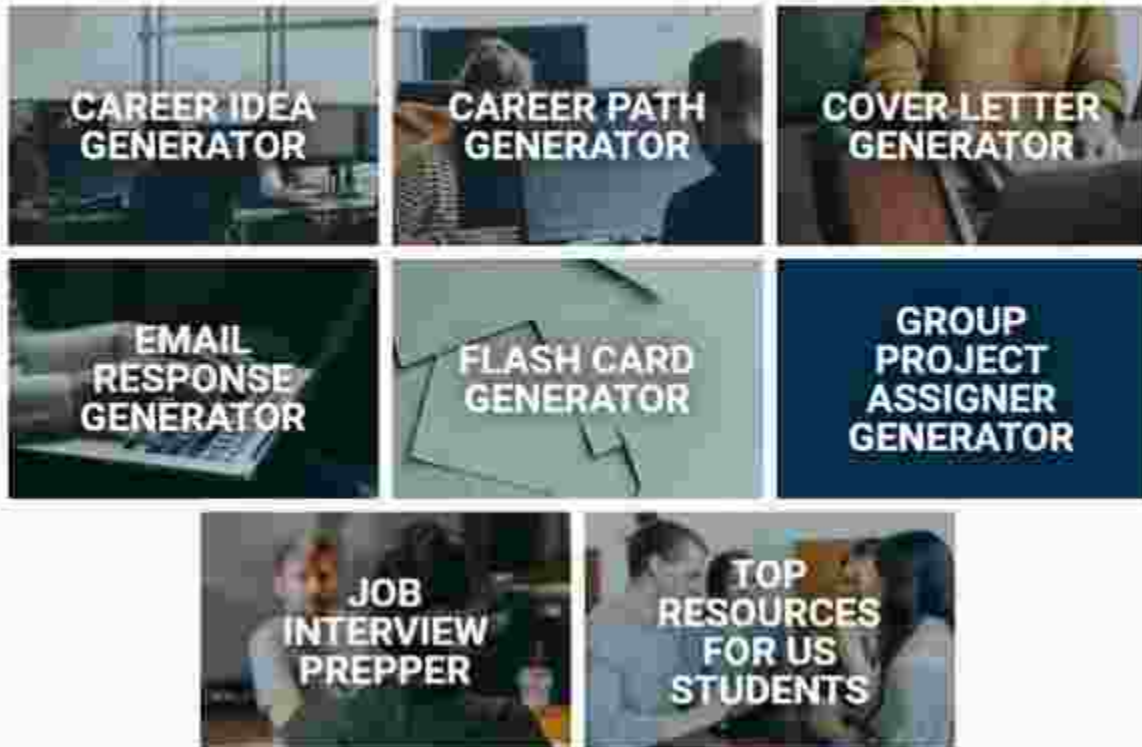 CAREER IDEA
GENERATOR
CAREER PATH
GENERATOR
COVER LETTER
GENERATOR
EMAIL
RESPONSE
GENERATOR
FLASH CARD
GENERATOR
GROUP
PROJECT
ASSIGNER
GENERATOR
JOB
INTERVIEW
PREPPER
TOP
RESOURCES
FOR US
STUDENTS